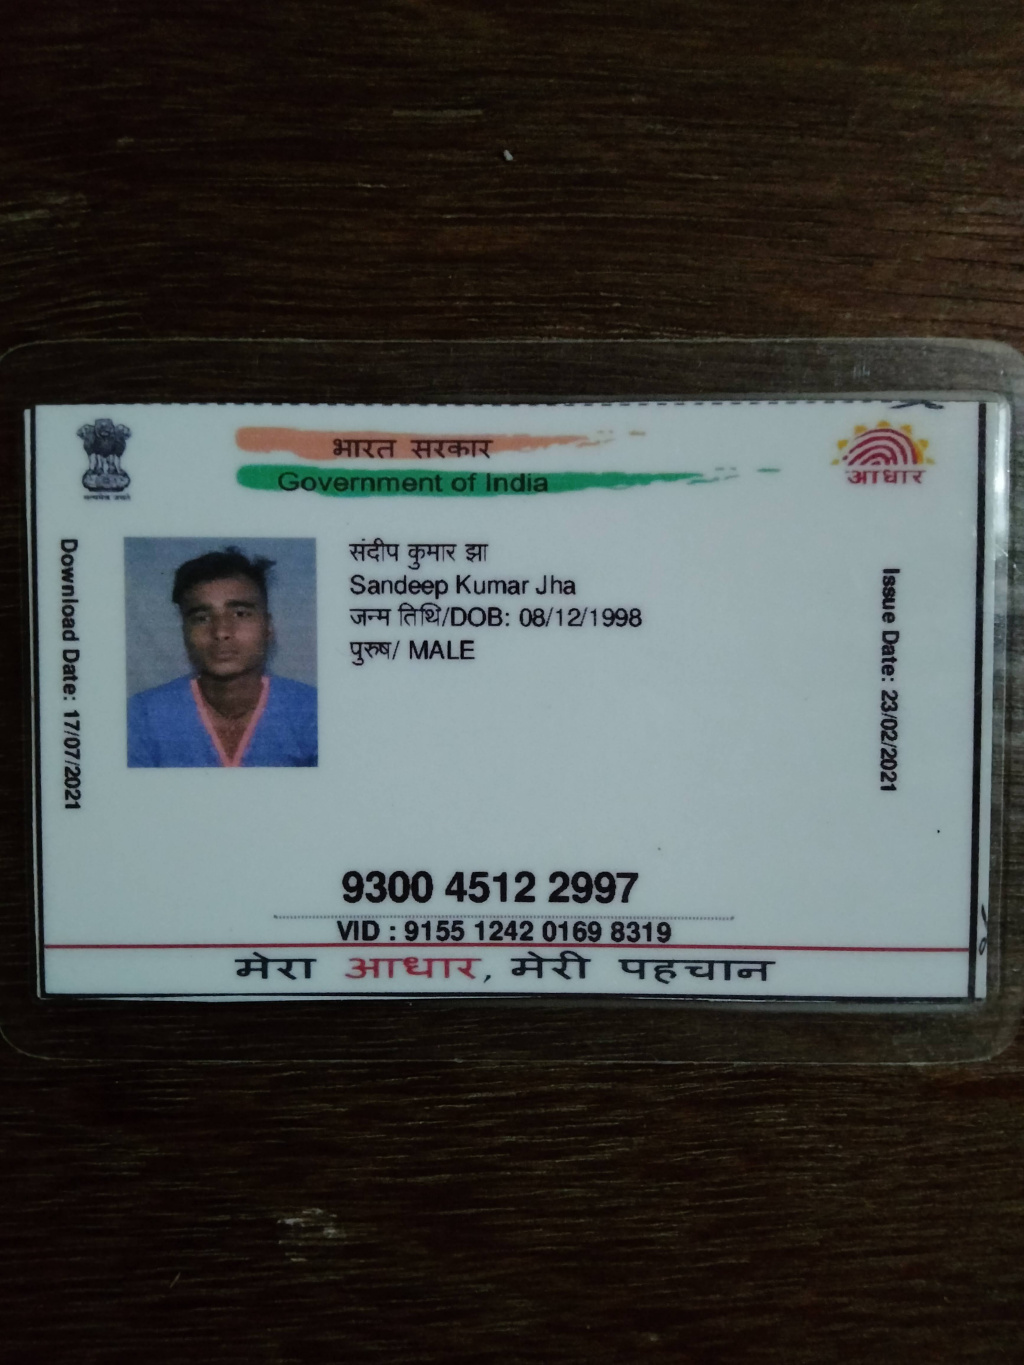 भारत सरकार
Government of India
आधार
Download Date: 17/07/2021
संदीप कुमार झा
Sandeep Kumar Jha
जन्म तिथि/DOB: 08/12/1998
पुरुष/ MALE
Issue Date: 23/02/2021
9300 4512 2997
VID : 9155 1242 0169 8319
मेरा आधार, मेरी पहचान